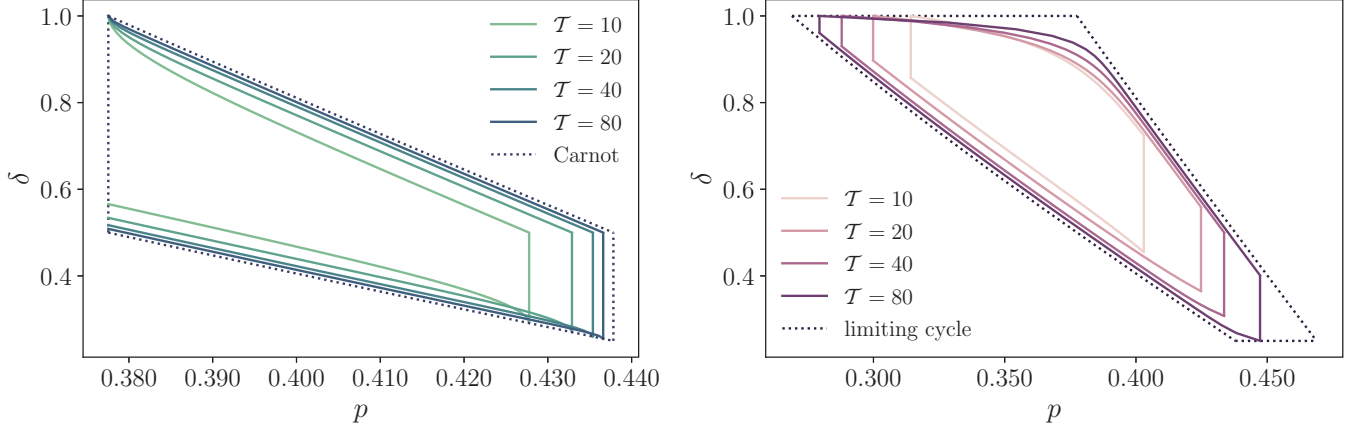 1.0
0.8
0.6
0.4
δ
0.380
0.390
0.400
0.410
0.420
0.430
0.440
p
𝒯 = 10
𝒯 = 20
𝒯 = 40
𝒯 = 80
Carnot
1.0
0.8
0.6
0.4
δ
0.300
0.350
0.400
0.450
p
𝒯 = 10
𝒯 = 20
𝒯 = 40
𝒯 = 80
limiting cycle